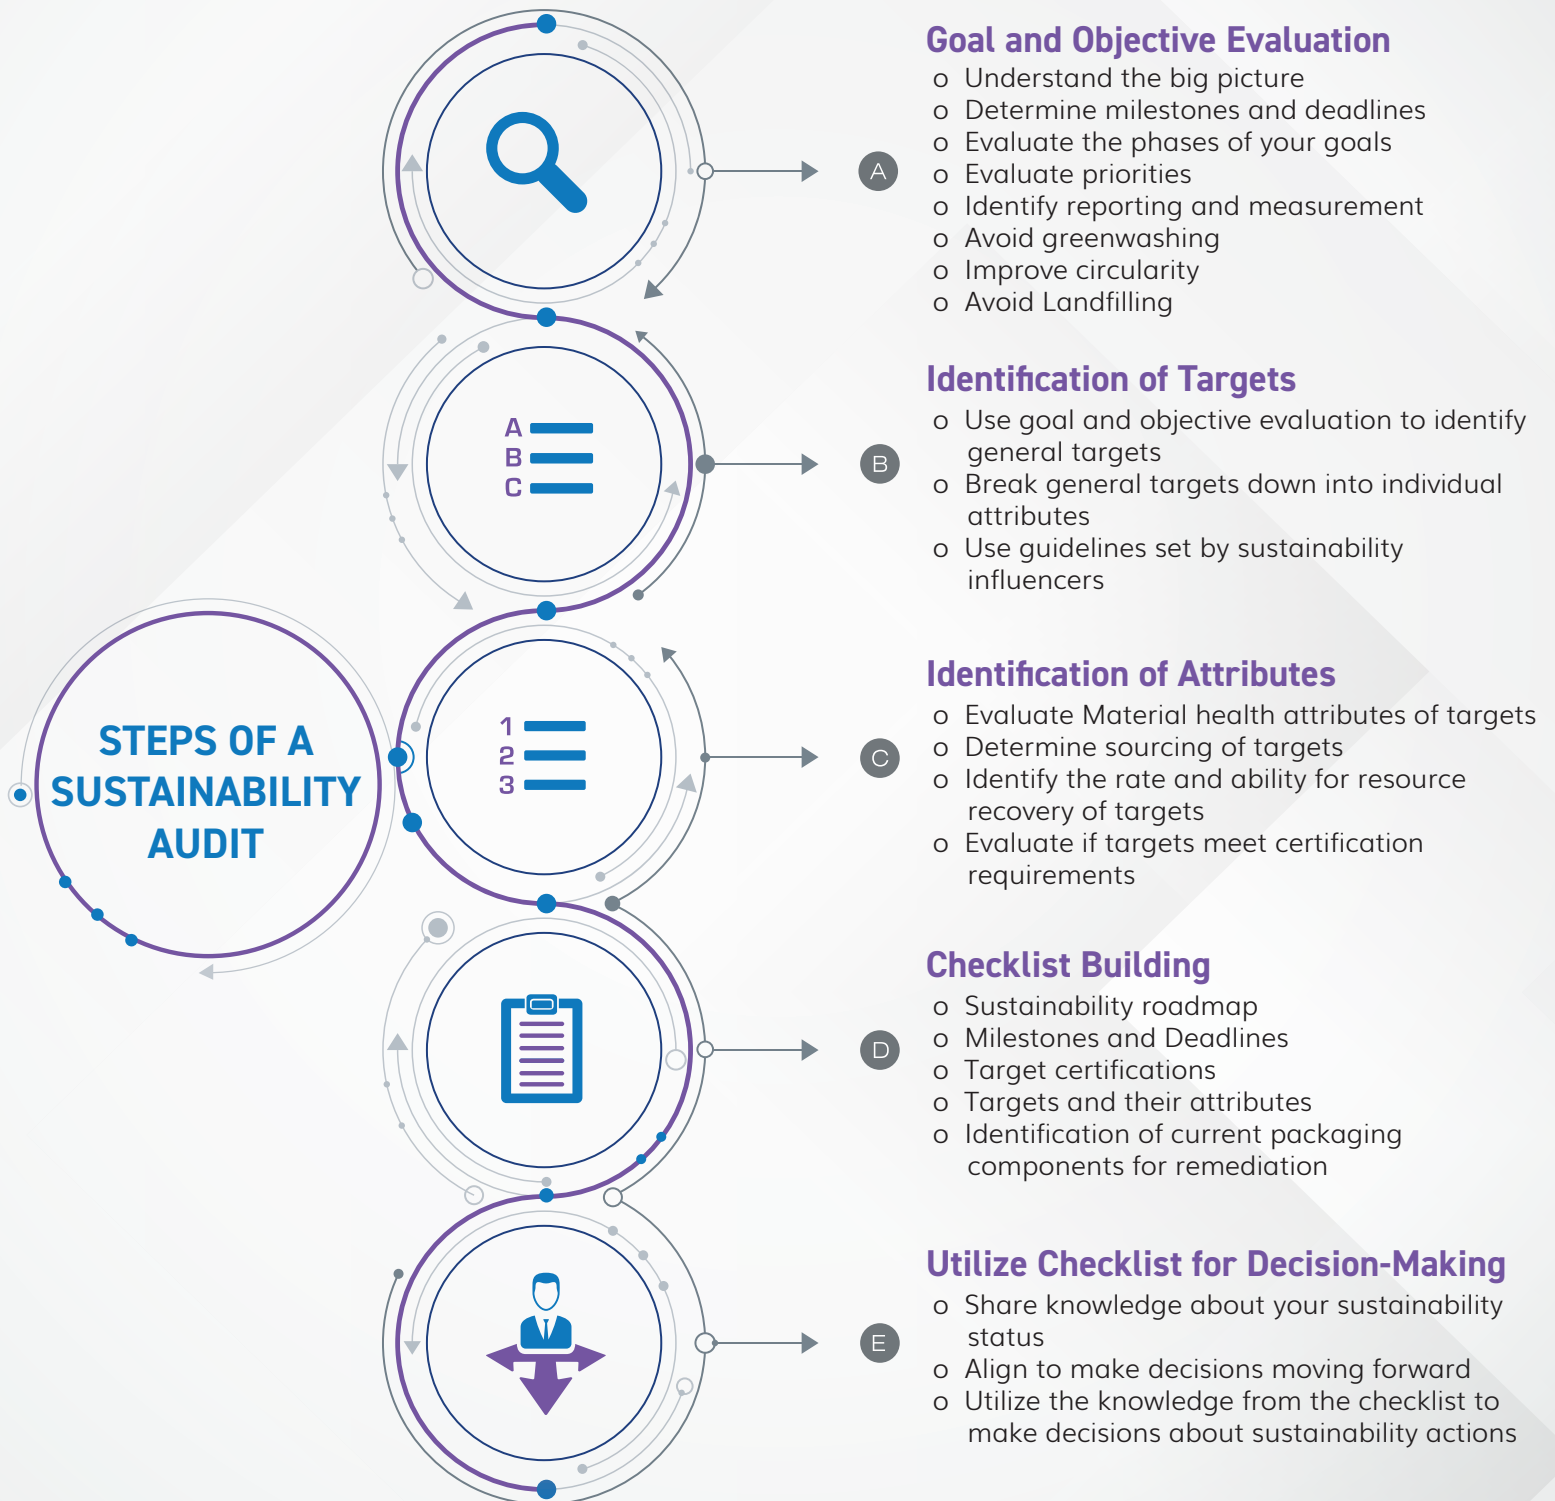 STEPS OF A
SUSTAINABILITY
AUDIT
A
Goal and Objective Evaluation
o Understand the big picture
o Determine milestones and deadlines
o Evaluate the phases of your goals
o Evaluate priorities
o Identify reporting and measurement
o Avoid greenwashing
o Improve circularity
o Avoid Landfilling
A
B
C
B
Identification of Targets
o Use goal and objective evaluation to identify
general targets
o Break general targets down into individual
attributes
o Use guidelines set by sustainability
influencers
1
2
3
C
Identification of Attributes
o Evaluate Material health attributes of targets
o Determine sourcing of targets
o Identify the rate and ability for resource
recovery of targets
o Evaluate if targets meet certification
requirements
D
Checklist Building
o Sustainability roadmap
o Milestones and Deadlines
o Target certifications
o Targets and their attributes
o Identification of current packaging
components for remediation
E
Utilize Checklist for Decision-Making
o Share knowledge about your sustainability
status
o Align to make decisions moving forward
o Utilize the knowledge from the checklist to
make decisions about sustainability actions